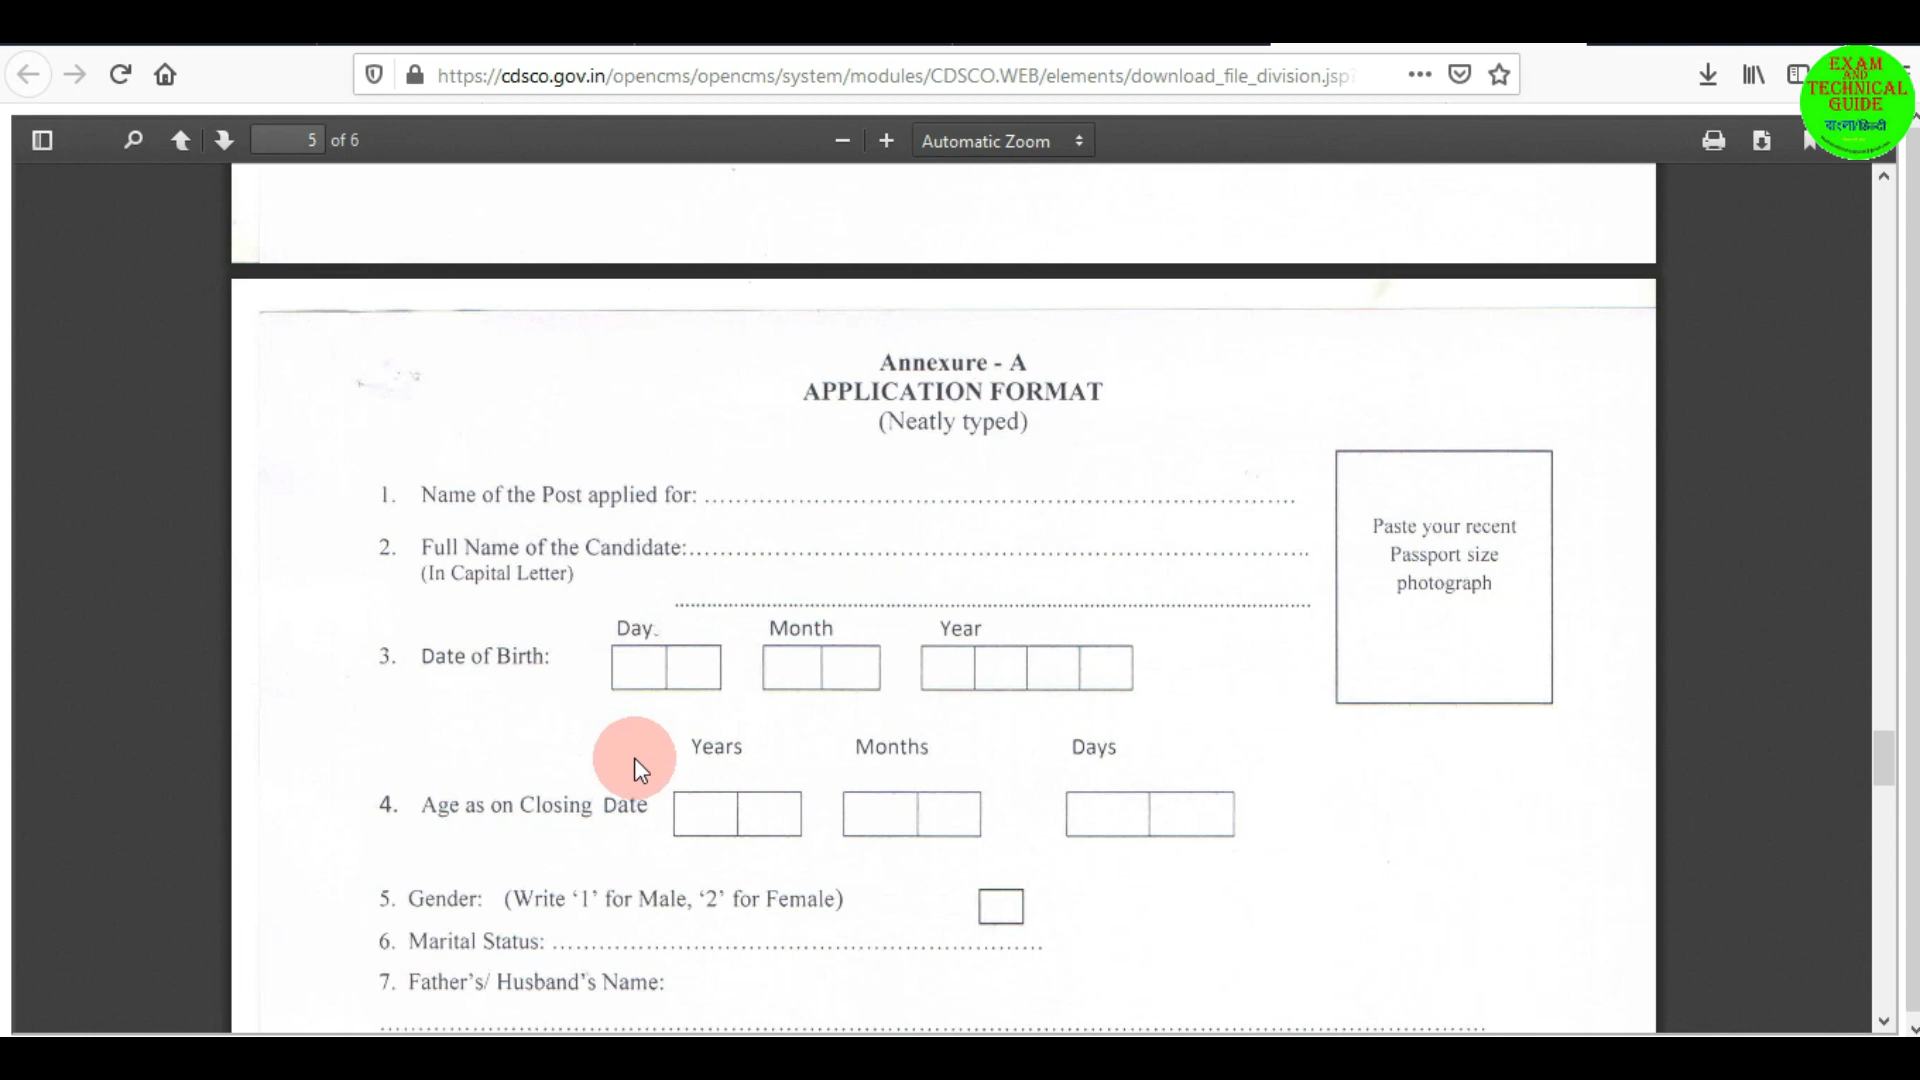 https://cdsco.gov.in/opencms/opencms/system/modules/CDSCO.WEB/elements/download_file_division.jsp?
EXAM
AND
TECHNICAL
GUIDE
বাংলা/हिन्दी
5 of 6
Automatic Zoom
Annexure - A
APPLICATION FORMAT
(Neatly typed)
1. Name of the Post applied for: ................................................................
2. Full Name of the Candidate:................................................................
(In Capital Letter)
................................................................
Paste your recent
Passport size
photograph
Day. Month Year
3. Date of Birth:
Years Months Days
4. Age as on Closing Date
5. Gender: (Write ‘1’ for Male, ‘2’ for Female)
6. Marital Status: ................................................................
7. Father’s/ Husband’s Name:
................................................................